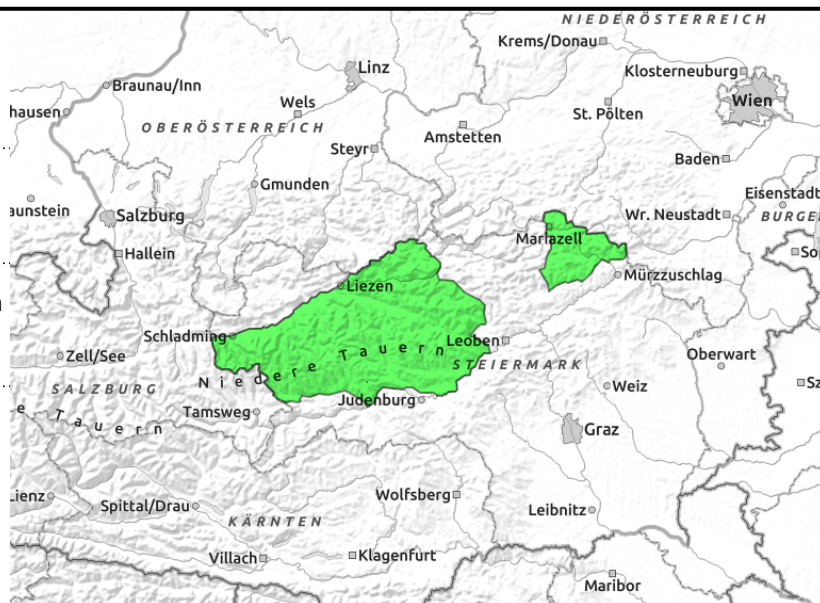 NIEDERÖSTERREICH
Krems/Donau
Linz
Klosterneuburg
Braunau/Inn
Wels
Wien
hausen
St. Pölten
OBERÖSTERREICH
Amstetten
Steyr
Baden
Gmunden
Eisenstadt
aunstein
Salzburg
Wr. Neustadt
BURGE
Mariazell
Hallein
So
Mürzzuschlag
Liezen
Schladming
Leoben
Zell/See
Niedere Tauern
STEIERMARK
Oberwart
SALZBURG
Weiz
Sz
Judenburg
Tamsweg
e Tauern
Graz
Lienz
Wolfsberg
Spittal/Drau
Leibnitz
KÄRNTEN
Villach
Klagenfurt
Maribor